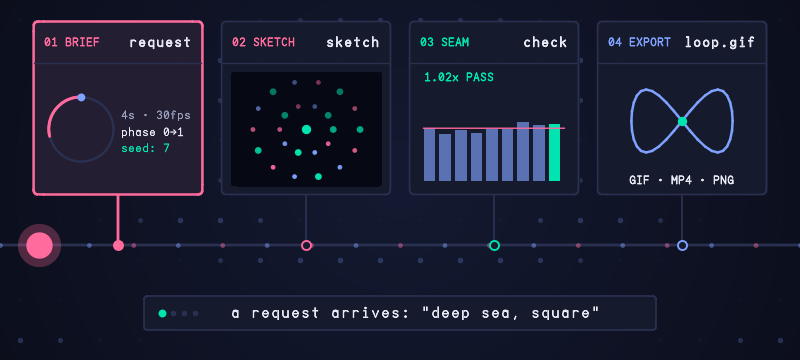 01 BRIEF request
4s · 30fps
phase 0→1
seed: 7
02 SKETCH sketch
03 SEAM check
1.02x PASS
04 EXPORT loop.gif
GIF · MP4 · PNG
a request arrives: "deep sea, square"